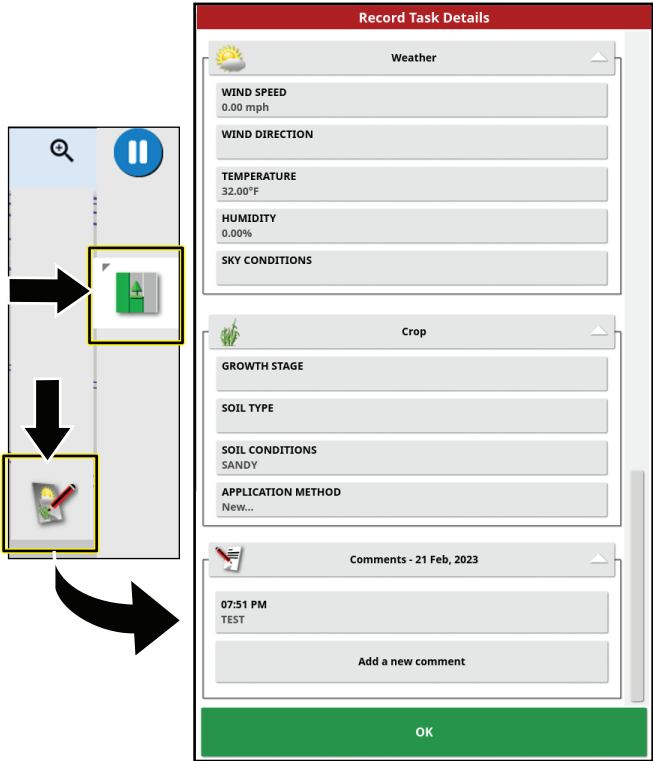 Record Task Details
Weather
WIND SPEED
0.00 mph
WIND DIRECTION
TEMPERATURE
32.00°F
HUMIDITY
0.00%
SKY CONDITIONS
Crop
GROWTH STAGE
SOIL TYPE
SOIL CONDITIONS
SANDY
APPLICATION METHOD
New...
Comments - 21 Feb, 2023
07:51 PM
TEST
Add a new comment
OK